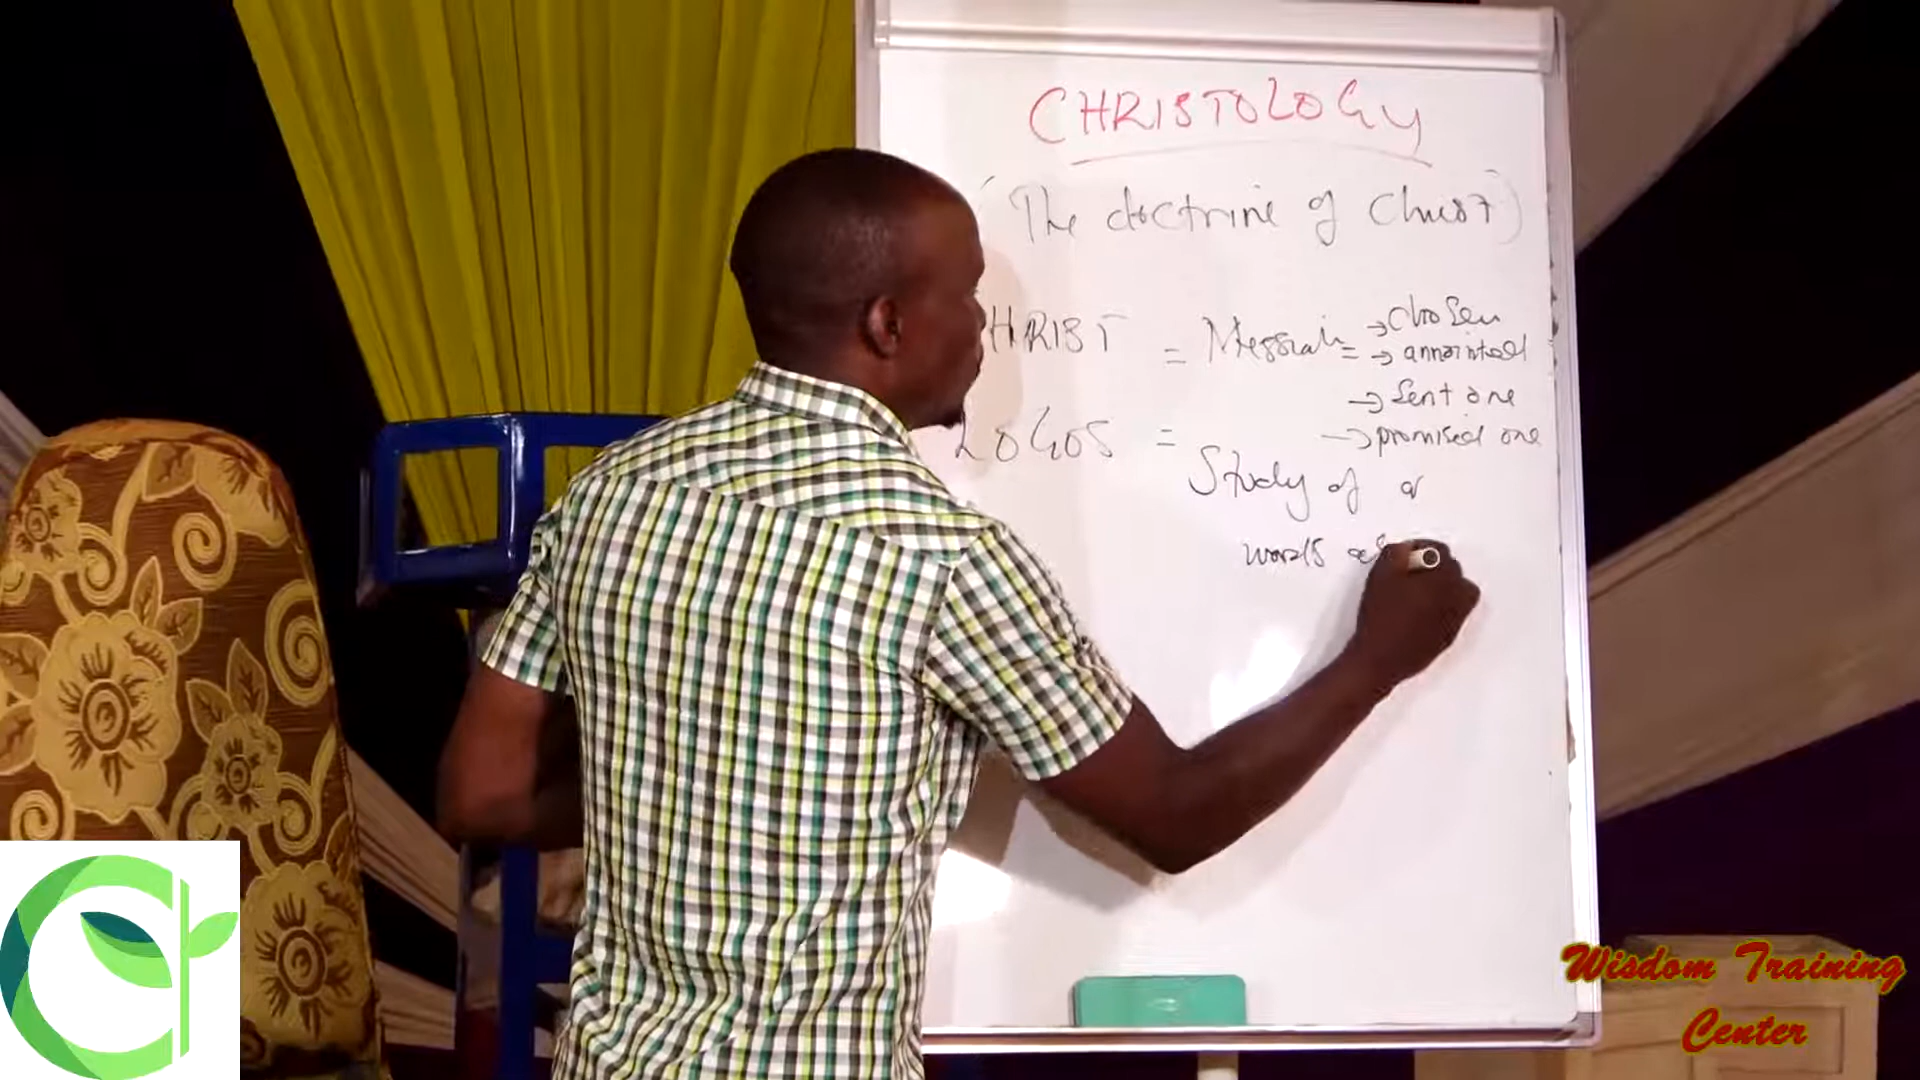 CHRISTOLOGY
(The doctrine of Christ)
HRIST = Messiah = → chosen
→ annointed
→ Sent one
→ promised one
LOGOS = Study of a
words
Wisdom Training
Center